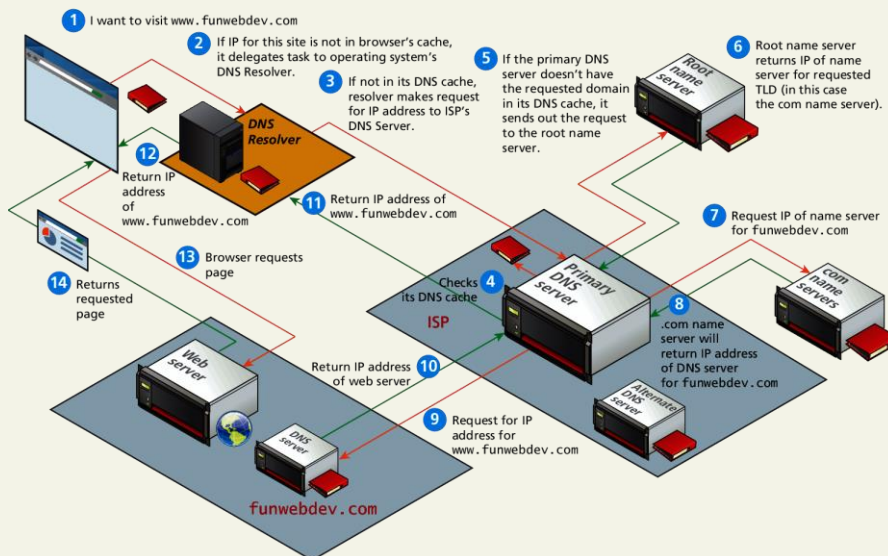 1 I want to visit www.funwebdev.com
2 If IP for this site is not in browser's cache,
it delegates task to operating system's
DNS Resolver.
3 If not in its DNS cache,
resolver makes request
for IP address to ISP's
DNS Server.
5 If the primary DNS
server doesn't have
the requested domain
in its DNS cache, it
sends out the request
to the root name
server.
Root
name
server
6 Root name server
returns IP of name
server for requested
TLD (in this case
the com name server).
DNS
Resolver
12
Return IP
address
of
www.funwebdev.com
11 Return IP address of
www.funwebdev.com
7 Request IP of name server
for funwebdev.com
13 Browser requests
page
14 Returns
requested
page
4
Checks
its DNS cache
Primary
DNS
server
com
name
servers
ISP
8
.com name
server will
return IP address
of DNS server
for funwebdev.com
Web
server
10
Return IP address
of web server
9 Request for IP
address for
www.funwebdev.com
Alternate
DNS
server
DNS
server
funwebdev.com